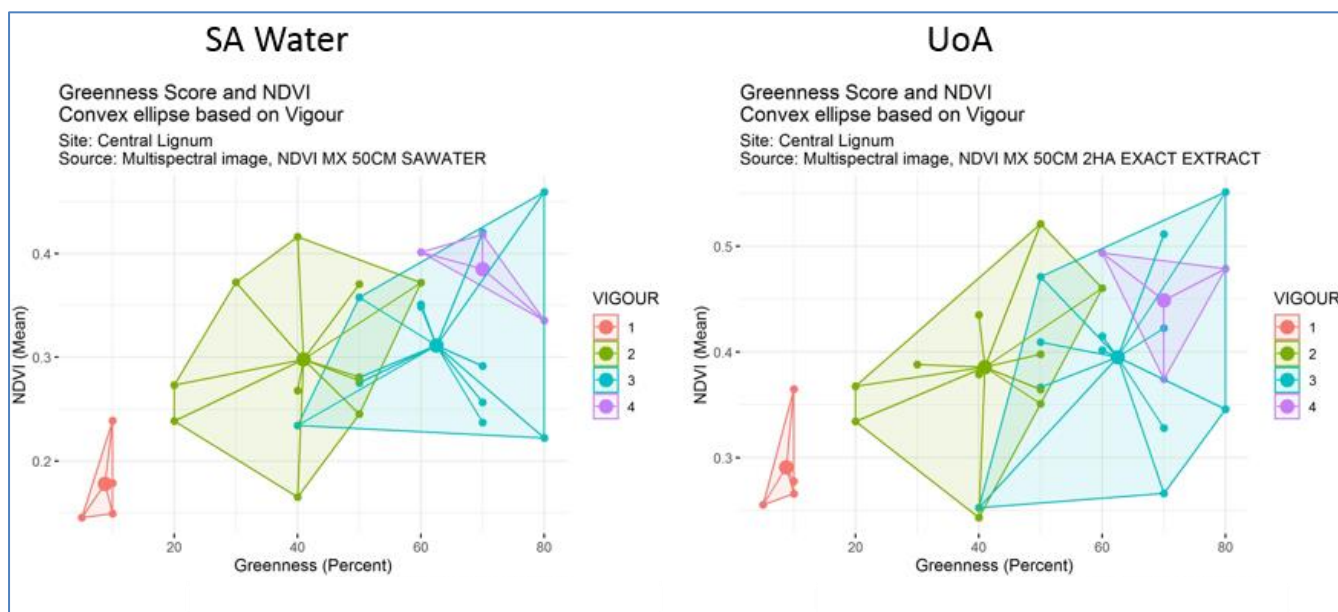 SA Water
Greenness Score and NDVI
Convex ellipse based on Vigour
Site: Central Lignum
Source: Multispectral image, NDVI MX 50CM SAWATER
NDVI (Mean)
0.4
0.3
0.2
20 40 60 80
Greenness (Percent)
VIGOUR
1
2
3
4
UoA
Greenness Score and NDVI
Convex ellipse based on Vigour
Site: Central Lignum
Source: Multispectral image, NDVI MX 50CM 2HA EXACT EXTRACT
NDVI (Mean)
0.5
0.4
0.3
20 40 60 80
Greenness (Percent)
VIGOUR
1
2
3
4